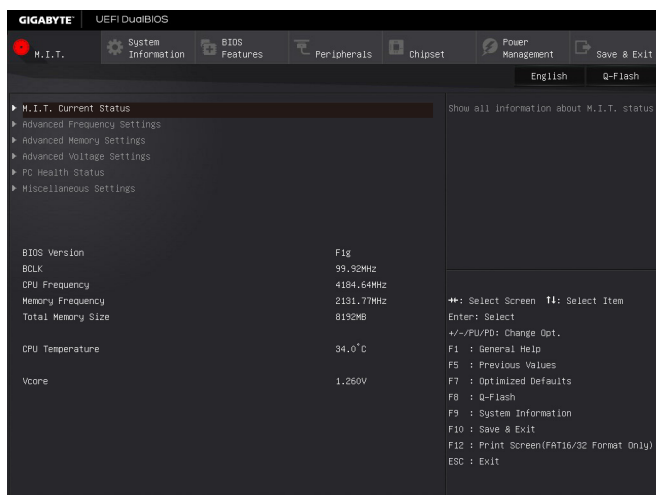 GIGABYTE™ UEFI DualBIOS
M.I.T.
System Information
BIOS Features
Peripherals
Chipset
Power Management
Save & Exit
English Q-Flash
M.I.T. Current Status
Advanced Frequency Settings
Advanced Memory Settings
Advanced Voltage Settings
PC Health Status
Miscellaneous Settings
Show all information about M.I.T. status
BIOS Version F1g
BCLK 99.92MHz
CPU Frequency 4184.64MHz
Memory Frequency 2131.77MHz
Total Memory Size 8192MB
CPU Temperature 34.0°C
Vcore 1.260V
→←: Select Screen ↑↓: Select Item
Enter: Select
+/-/PU/PD: Change Opt.
F1 : General Help
F5 : Previous Values
F7 : Optimized Defaults
F8 : Q-Flash
F9 : System Information
F10 : Save & Exit
F12 : Print Screen(FAT16/32 Format Only)
ESC : Exit